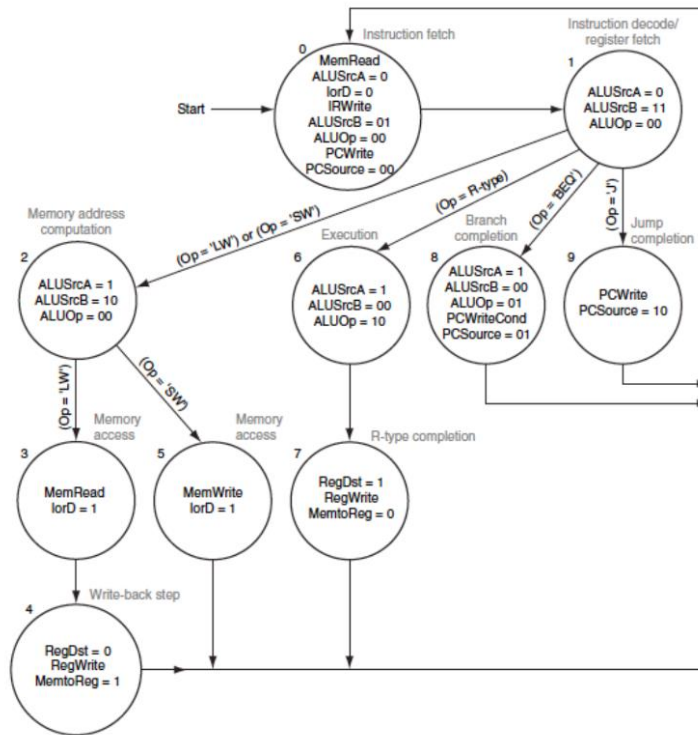 Instruction fetch
0
MemRead
ALUSrcA = 0
IorD = 0
IRWrite
ALUSrcB = 01
ALUOp = 00
PCWrite
PCSource = 00
Start
Instruction decode/
register fetch
1
ALUSrcA = 0
ALUSrcB = 11
ALUOp = 00
(Op = 'LW') or (Op = 'SW')
(Op = R-type)
(Op = 'BEQ')
(Op = 'J')
Memory address
computation
2
ALUSrcA = 1
ALUSrcB = 10
ALUOp = 00
Execution
6
ALUSrcA = 1
ALUSrcB = 00
ALUOp = 10
Branch
completion
8
ALUSrcA = 1
ALUSrcB = 00
ALUOp = 01
PCWriteCond
PCSource = 01
Jump
completion
9
PCWrite
PCSource = 10
(Op = 'LW')
(Op = 'SW')
Memory
access
3
MemRead
IorD = 1
Memory
access
5
MemWrite
IorD = 1
R-type completion
7
RegDst = 1
RegWrite
MemtoReg = 0
Write-back step
4
RegDst = 0
RegWrite
MemtoReg = 1